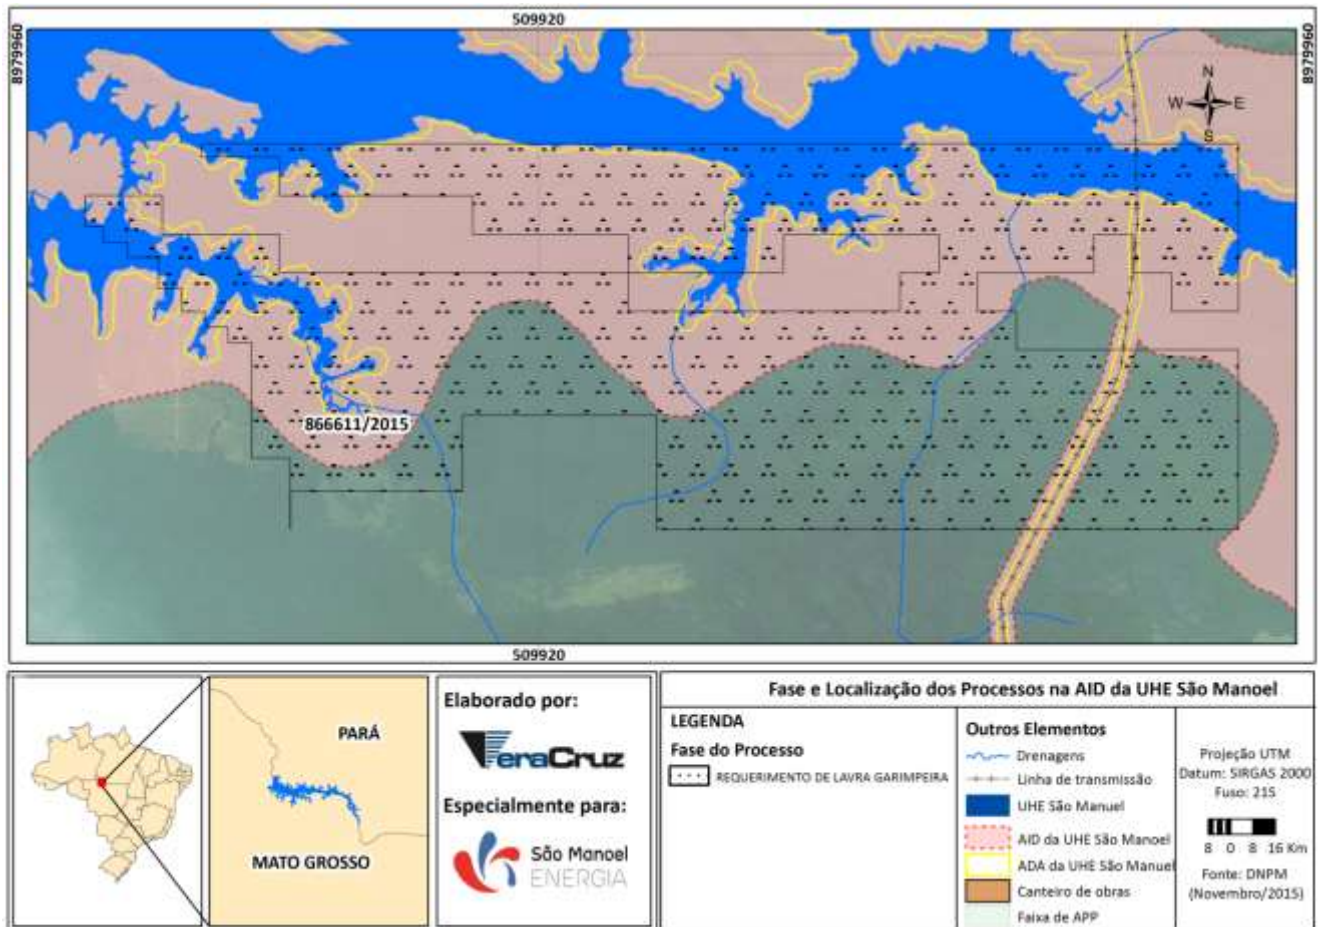 509920
8979960
8979960
N
W
E
S
866611/2015
509920
PARÁ
MATO GROSSO
Elaborado por:
VeraCruz
Especialmente para:
São Manoel
ENERGIA
Fase e Localização dos Processos na AID da UHE São Manoel
LEGENDA
Fase do Processo
REQUERIMENTO DE LAVRA GARIMPEIRA
Outros Elementos
Drenagens
Linha de transmissão
UHE São Manuel
AID da UHE São Manoel
ADA da UHE São Manuel
Canteiro de obras
Faixa de APP
Projeção UTM
Datum: SIRGAS 2000
Fuso: 21S
8 0 8 16 Km
Fonte: DNPM
(Novembro/2015)